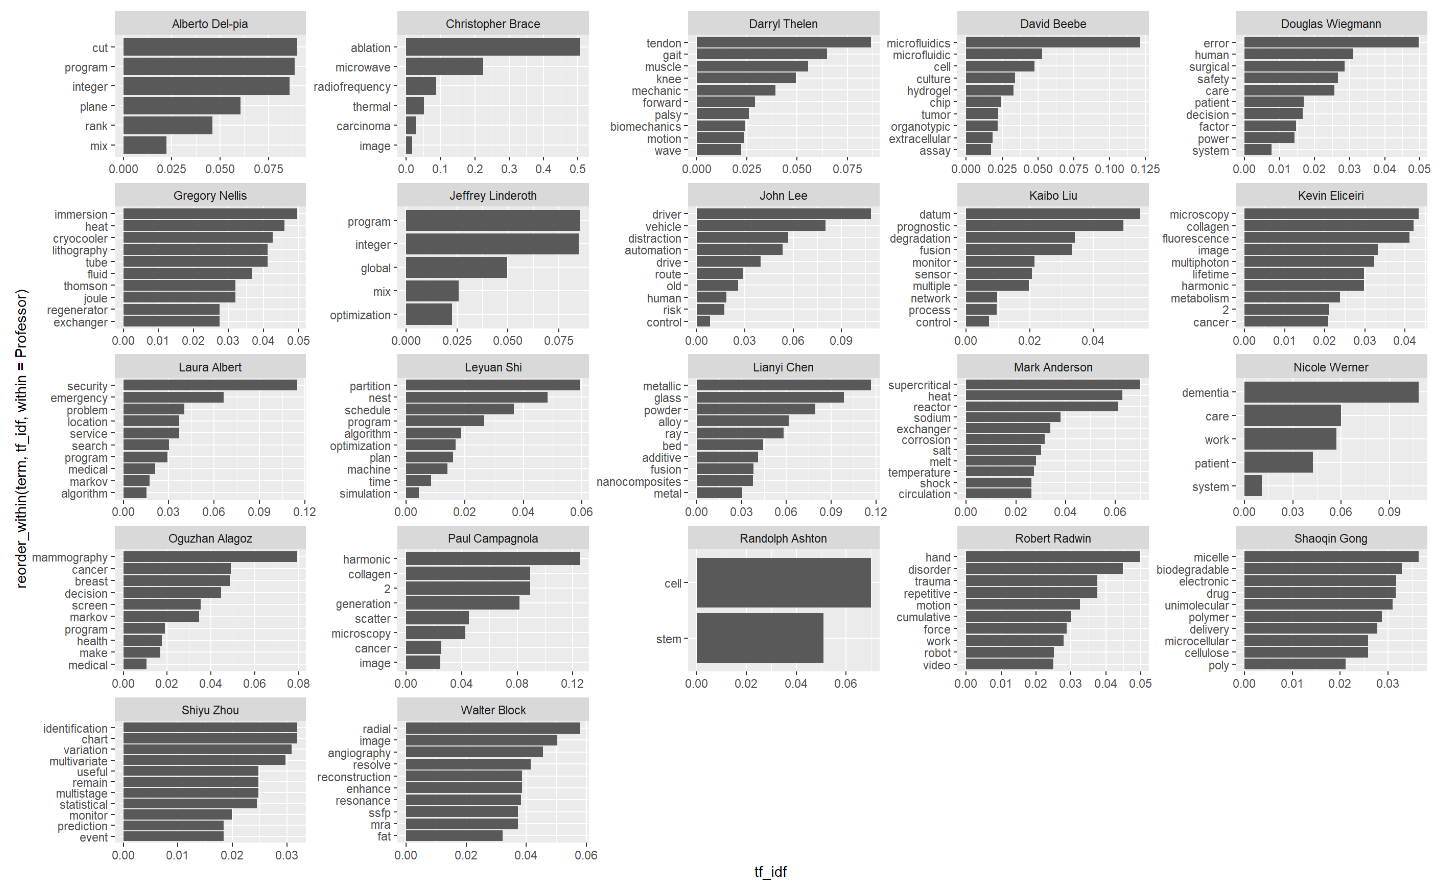 Alberto Del-pia
cut
program
integer
plane
rank
mix
0.000 0.025 0.050 0.075
Christopher Brace
ablation
microwave
radiofrequency
thermal
carcinoma
image
0.0 0.1 0.2 0.3 0.4 0.5
Darryl Thelen
tendon
gait
muscle
knee
mechanic
forward
palsy
biomechanics
motion
wave
0.000 0.025 0.050 0.075
David Beebe
microfluidics
microfluidic
cell
culture
hydrogel
chip
tumor
organotypic
extracellular
assay
0.000 0.025 0.050 0.075 0.100 0.125
Douglas Wiegmann
error
human
surgical
safety
care
patient
decision
factor
power
system
0.00 0.01 0.02 0.03 0.04 0.05
Gregory Nellis
immersion
heat
cryocooler
lithography
tube
fluid
thomson
joule
regenerator
exchanger
0.00 0.01 0.02 0.03 0.04 0.05
Jeffrey Linderoth
program
integer
global
mix
optimization
0.000 0.025 0.050 0.075
John Lee
driver
vehicle
distraction
automation
drive
route
old
human
risk
control
0.00 0.03 0.06 0.09
Kaibo Liu
datum
prognostic
degradation
fusion
monitor
sensor
multiple
network
process
control
0.00 0.02 0.04
Kevin Eliceiri
microscopy
collagen
fluorescence
image
multiphoton
lifetime
harmonic
metabolism
2
cancer
0.00 0.01 0.02 0.03 0.04
Laura Albert
security
emergency
problem
location
service
search
program
medical
markov
algorithm
0.00 0.03 0.06 0.09 0.12
Leyuan Shi
partition
nest
schedule
program
algorithm
optimization
plan
machine
time
simulation
0.00 0.02 0.04 0.06
Lianyi Chen
metallic
glass
powder
alloy
ray
bed
additive
fusion
nanocomposites
metal
0.00 0.03 0.06 0.09 0.12
Mark Anderson
supercritical
heat
reactor
sodium
exchanger
corrosion
salt
melt
temperature
shock
circulation
0.00 0.02 0.04 0.06
Nicole Werner
dementia
care
work
patient
system
0.00 0.03 0.06 0.09
Oguzhan Alagoz
mammography
cancer
breast
decision
screen
markov
program
health
make
medical
0.00 0.02 0.04 0.06 0.08
Paul Campagnola
harmonic
collagen
2
generation
scatter
microscopy
cancer
image
0.00 0.04 0.08 0.12
Randolph Ashton
cell
stem
0.00 0.02 0.04 0.06
Robert Radwin
hand
disorder
trauma
repetitive
motion
cumulative
force
work
robot
video
0.00 0.01 0.02 0.03 0.04 0.05
Shaoqin Gong
micelle
biodegradable
electronic
drug
unimolecular
polymer
delivery
microcellular
cellulose
poly
0.00 0.01 0.02 0.03
Shiyu Zhou
identification
chart
variation
multivariate
useful
remain
multistage
statistical
monitor
prediction
event
0.00 0.01 0.02 0.03
Walter Block
radial
image
angiography
resolve
reconstruction
enhance
resonance
ssfp
mra
fat
0.00 0.02 0.04 0.06
reorder_within(term, tf_idf, within = Professor)
tf_idf